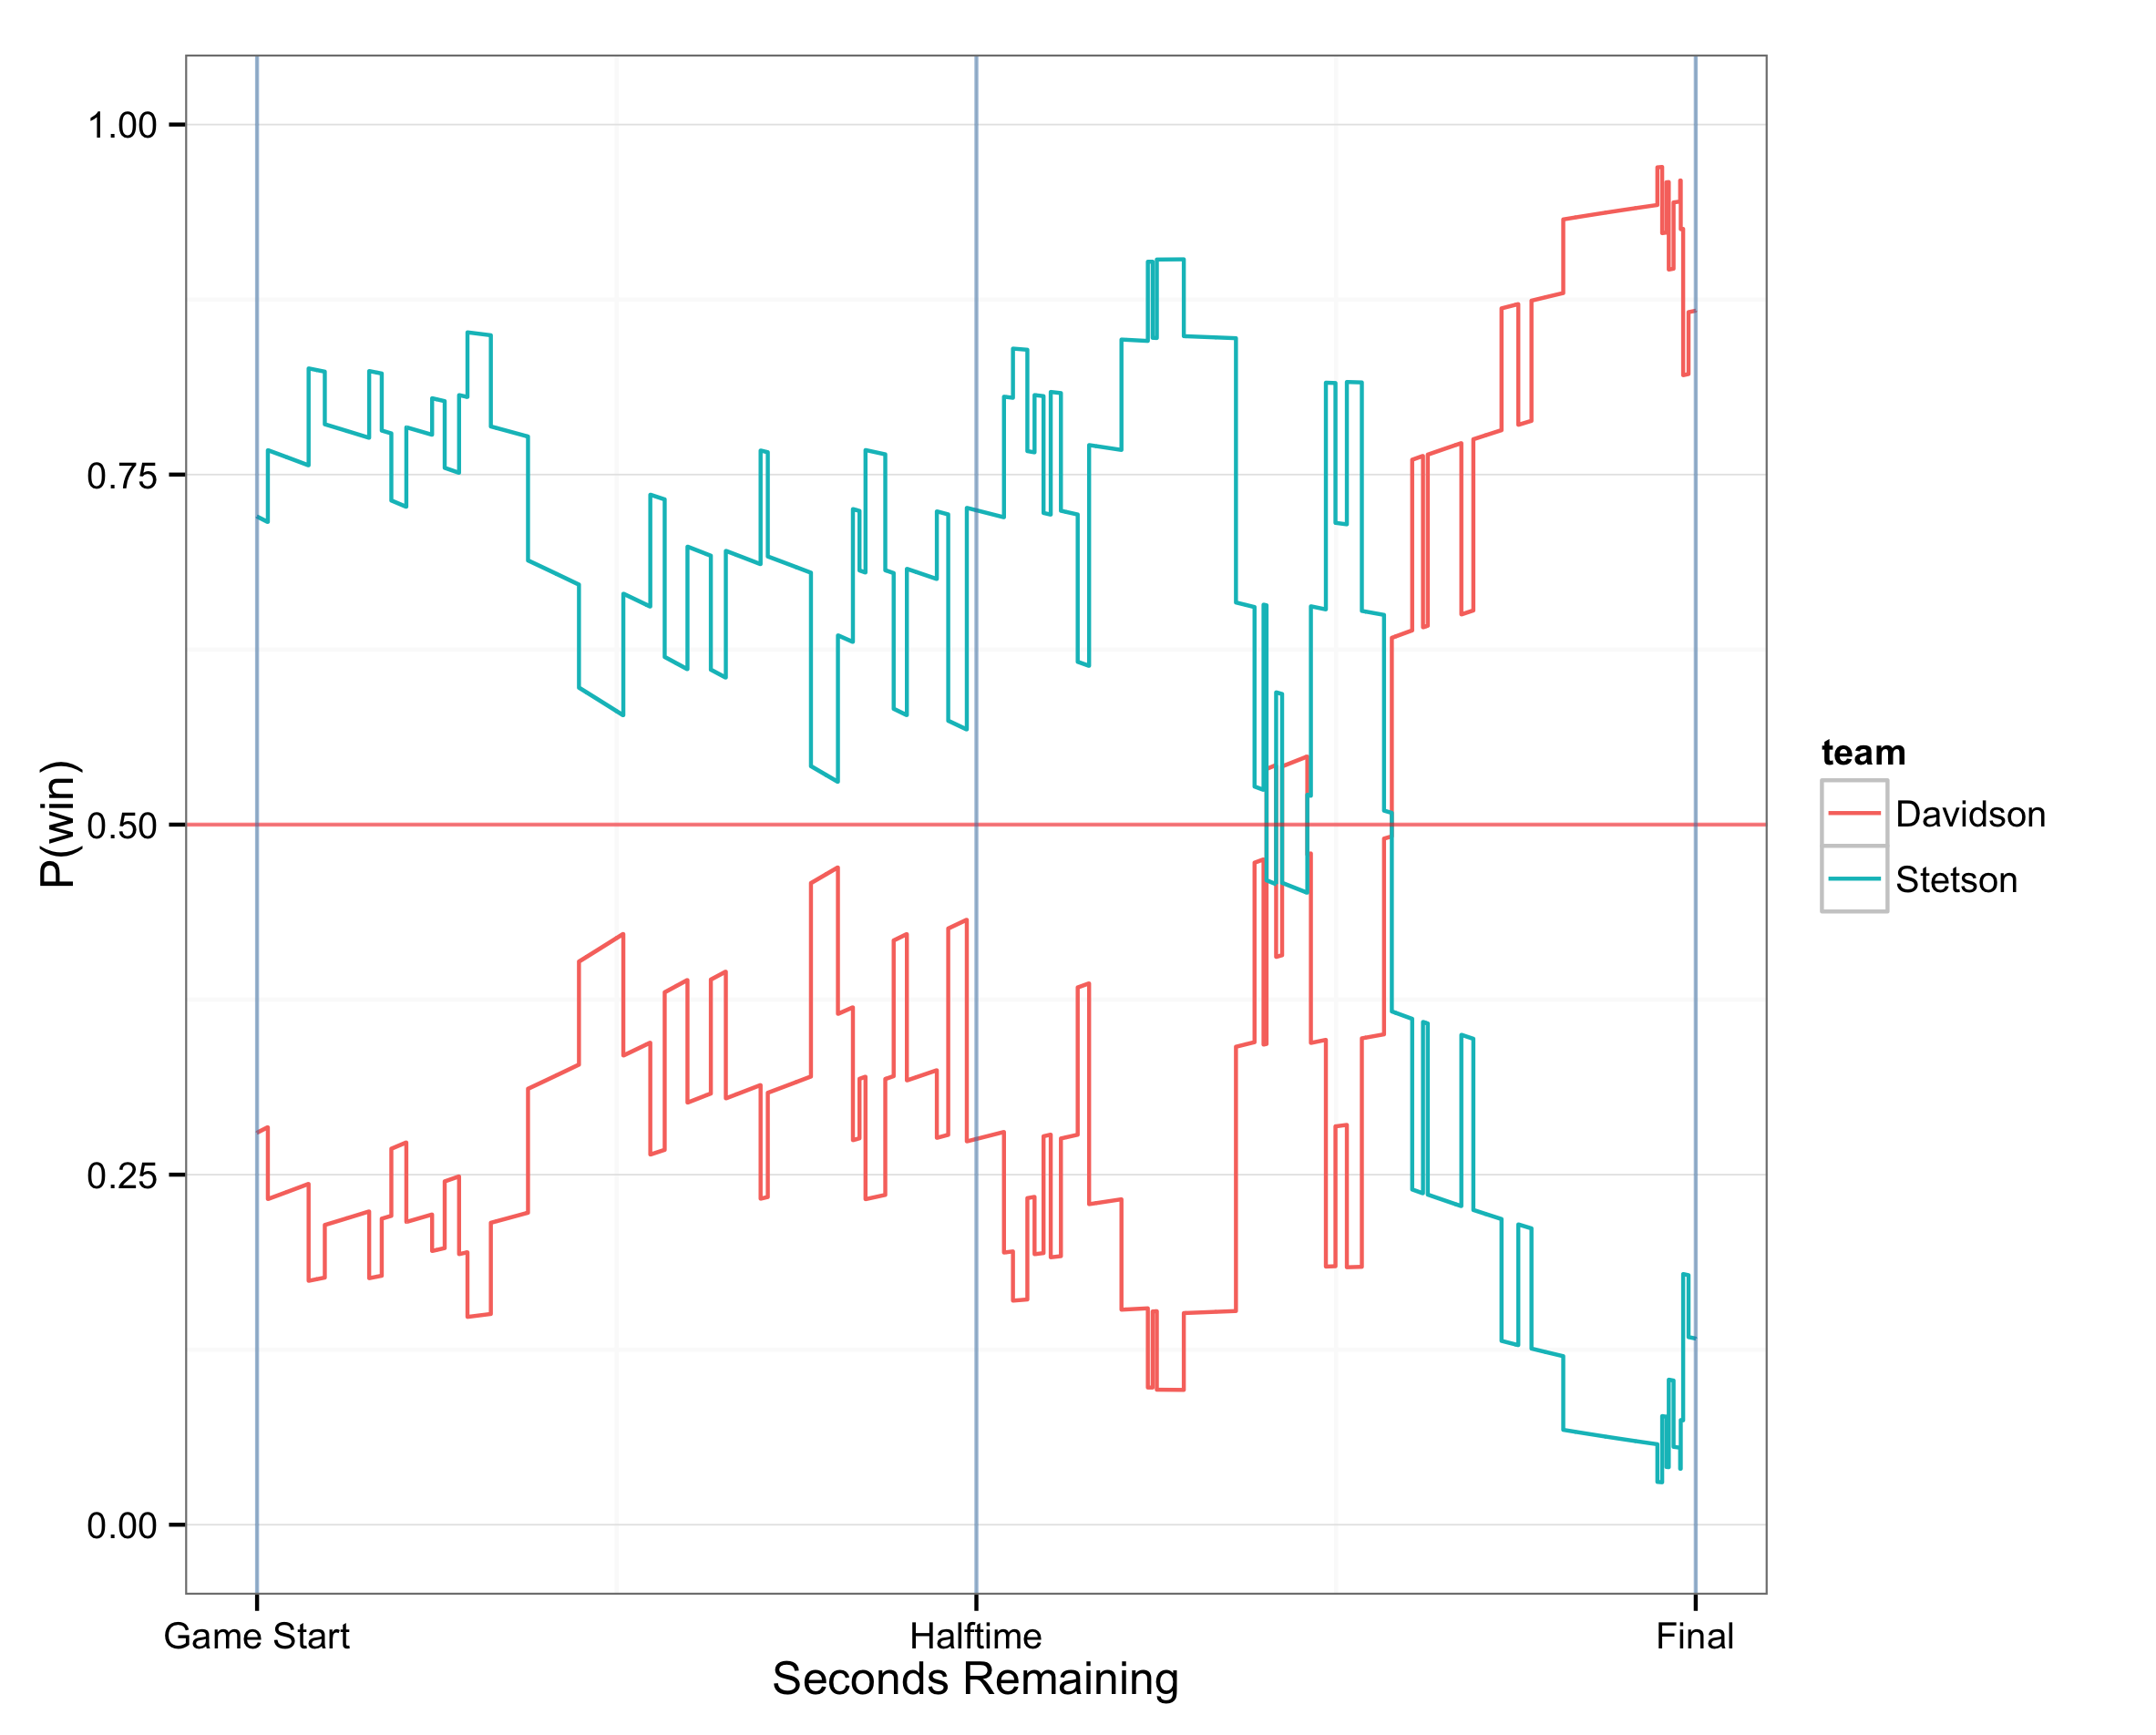 P(win)
1.00
0.75
0.50
0.25
0.00
Game Start
Halftime
Final
Seconds Remaining
team
Davidson
Stetson